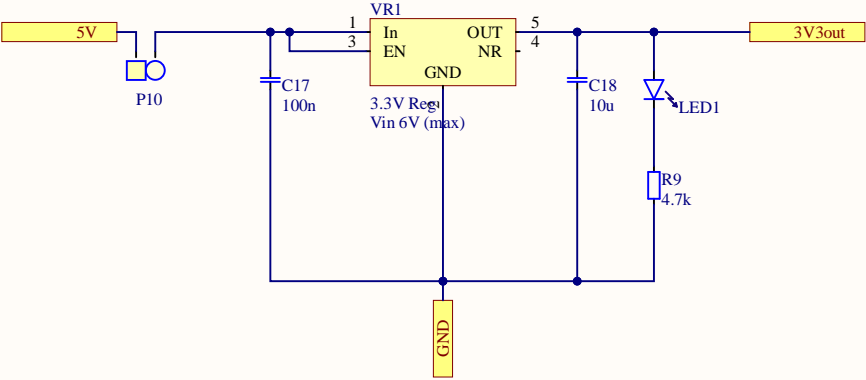 VR1
5V
P10
1
3
In
EN
OUT
NR
GND
5
4
2
3V3out
C17
100n
3.3V Reg
Vin 6V (max)
C18
10u
LED1
R9
4.7k
GND